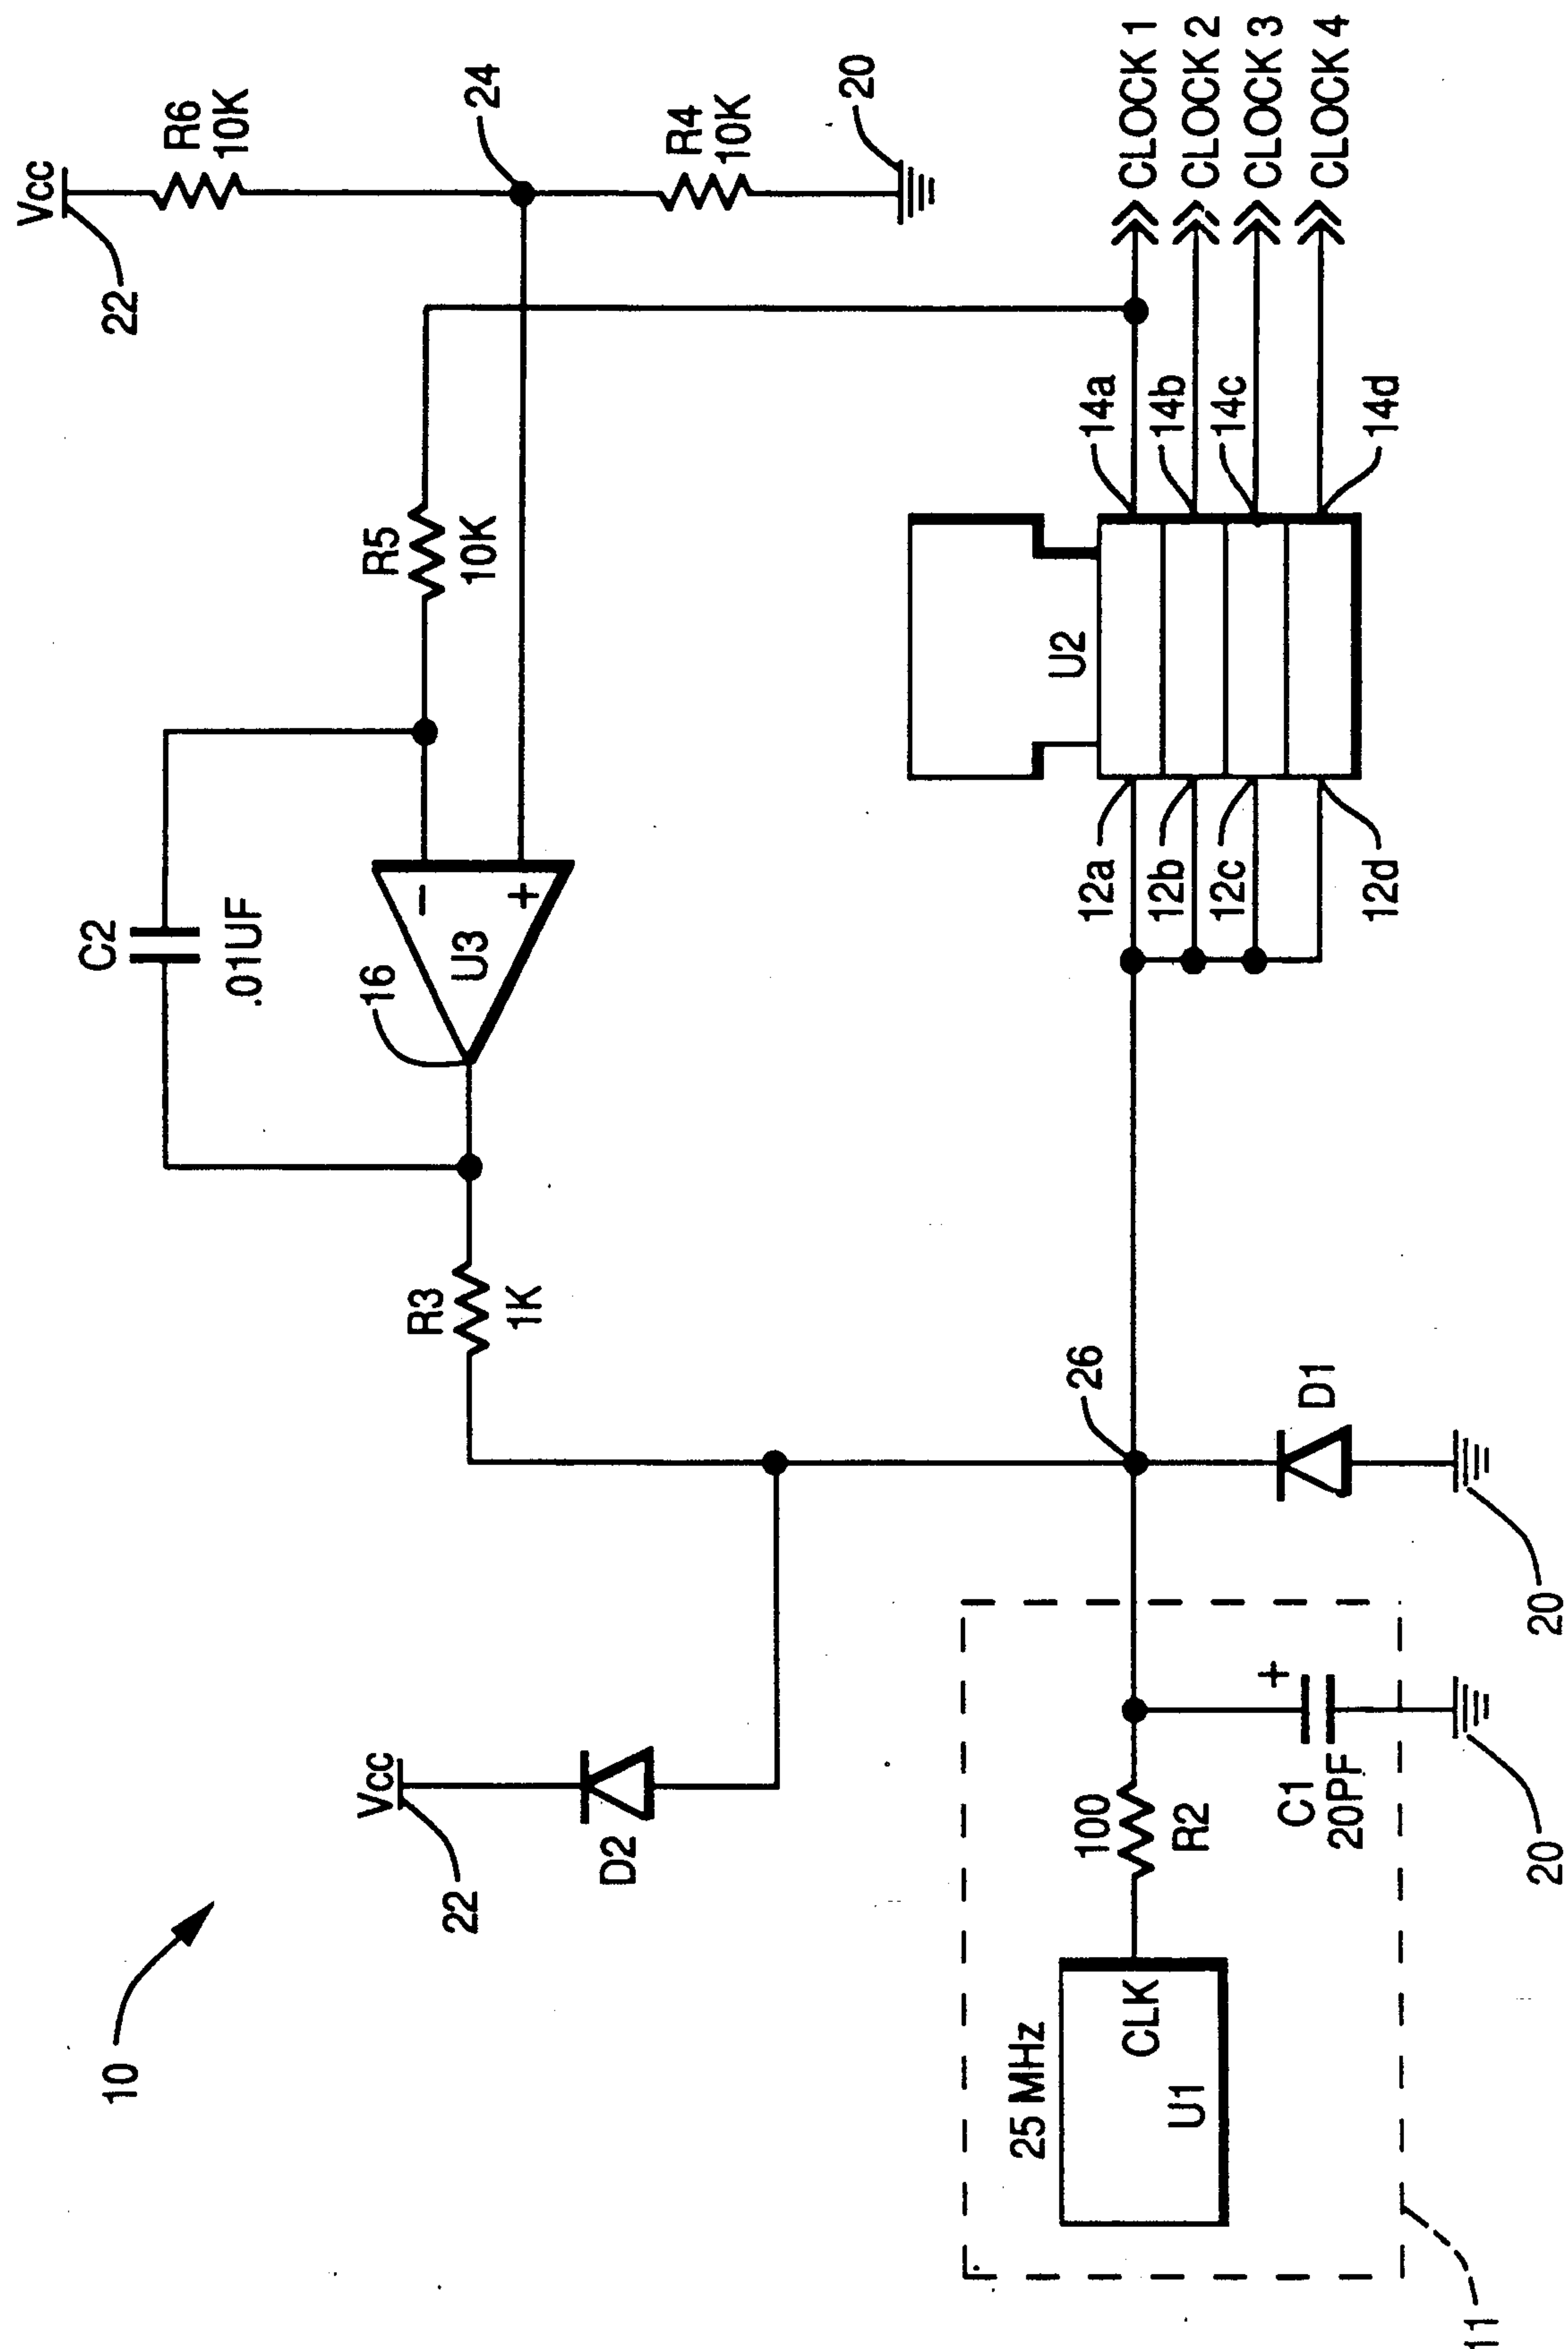 10
Vcc
22
R6
10K
24
R4
10K
20
C2
.01UF
R5
10K
16
U3
−
+
R3
1K
Vcc
22
D2
26
D1
20
U2
12a
12b
12c
12d
14a
14b
14c
14d
CLOCK 1
CLOCK 2
CLOCK 3
CLOCK 4
25 MHz
CLK
U1
100
R2
+
C1
20PF
20
11